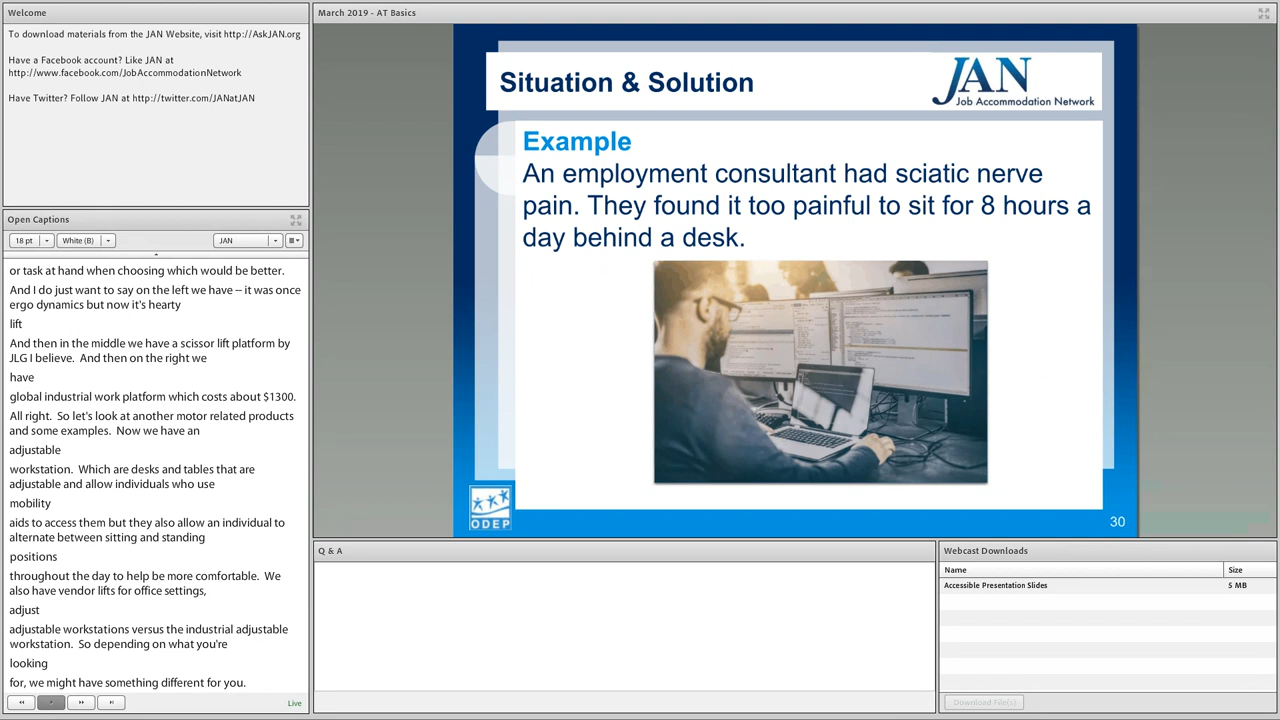 Welcome
To download materials from the JAN Website, visit http://AskJAN.org
Have a Facebook account? Like JAN at
http://www.facebook.com/JobAccommodationNetwork
Have Twitter? Follow JAN at http://twitter.com/JANatJAN
Open Captions
18 pt
White (B)
JAN
or task at hand when choosing which would be better.
And I do just want to say on the left we have -- it was once
ergo dynamics but now it's hearty
lift
And then in the middle we have a scissor lift platform by
JLG I believe. And then on the right we
have
global industrial work platform which costs about $1300.
All right. So let's look at another motor related products
and some examples. Now we have an
adjustable
workstation. Which are desks and tables that are
adjustable and allow individuals who use
mobility
aids to access them but they also allow an individual to
alternate between sitting and standing
positions
throughout the day to help be more comfortable. We
also have vendor lifts for office settings,
adjust
adjustable workstations versus the industrial adjustable
workstation. So depending on what you're
looking
for, we might have something different for you.
Live
March 2019 - AT Basics
Situation & Solution
JAN
Job Accommodation Network
Example
An employment consultant had sciatic nerve
pain. They found it too painful to sit for 8 hours a
day behind a desk.
ODEP
30
Q & A
Webcast Downloads
Name
Size
Accessible Presentation Slides
5 MB
Download File(s)